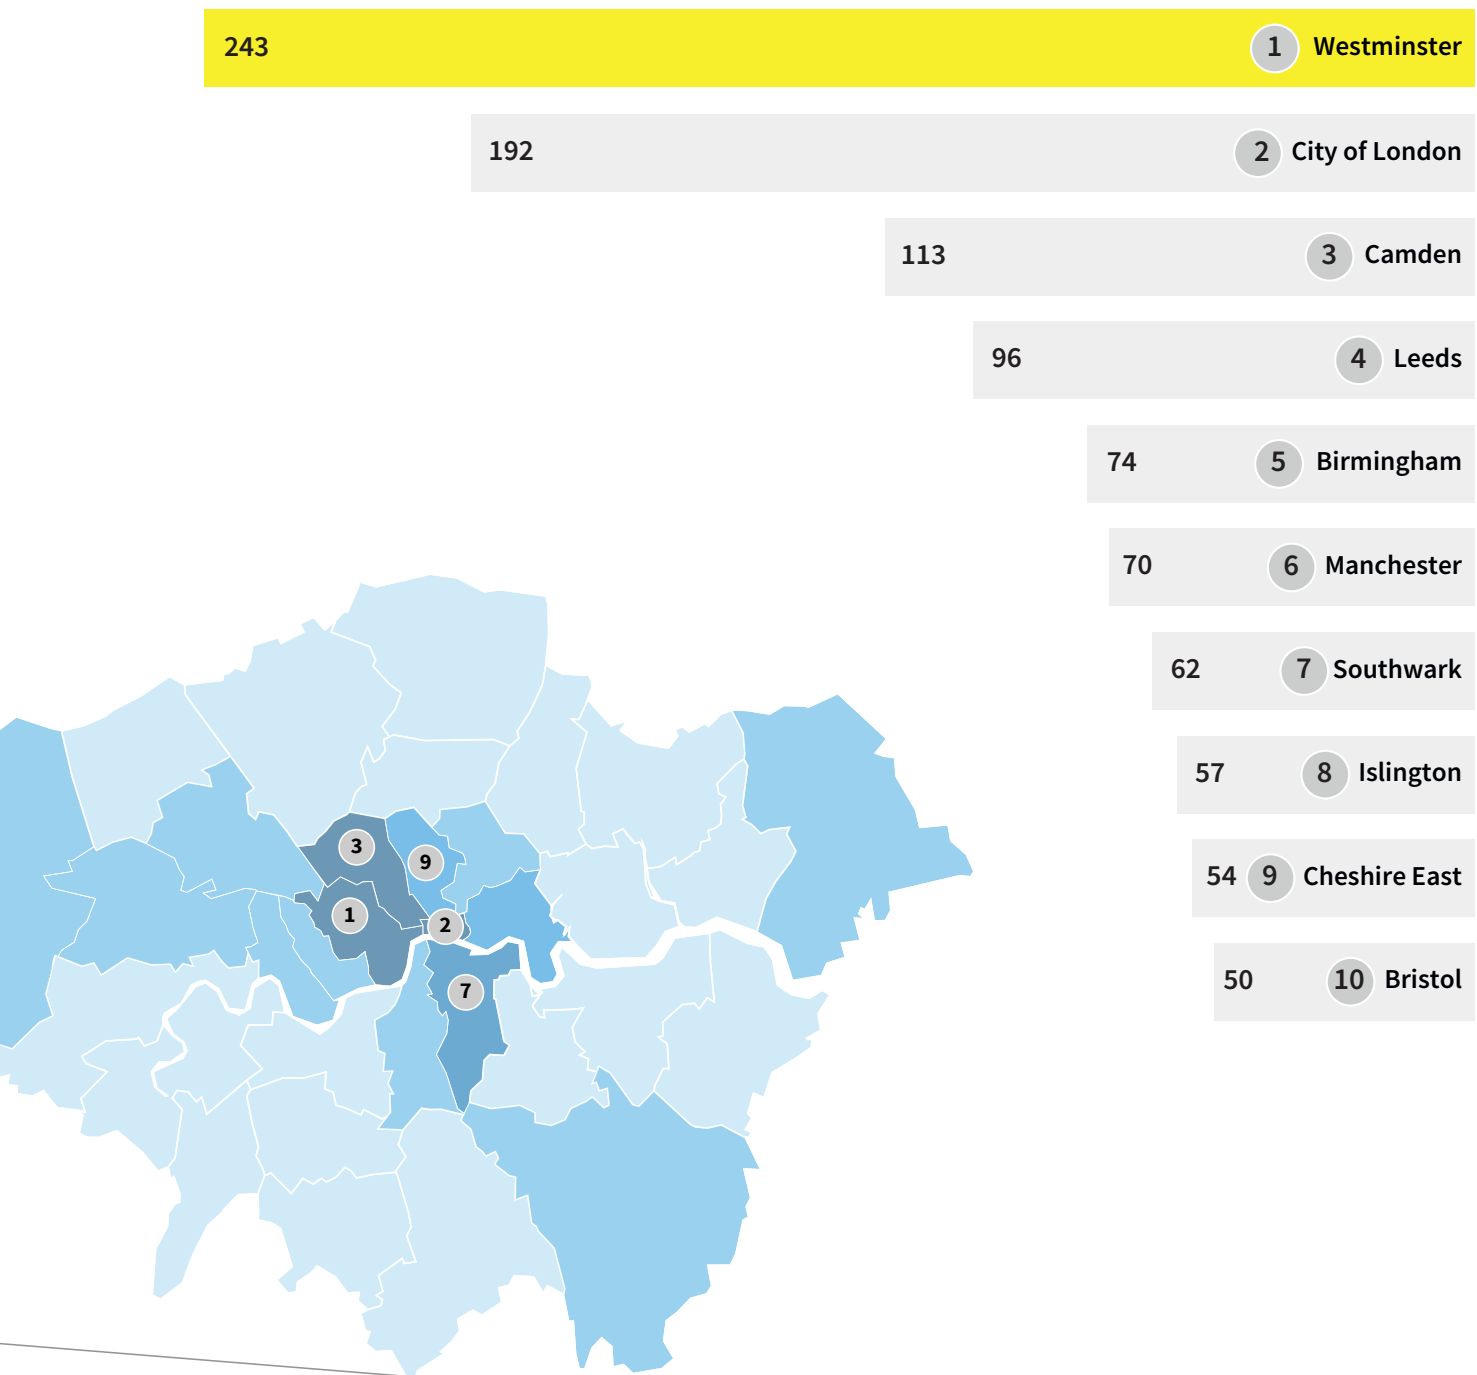 243 1 Westminster
192 2 City of London
113 3 Camden
96 4 Leeds
74 5 Birmingham
70 6 Manchester
62 7 Southwark
57 8 Islington
54 9 Cheshire East
50 10 Bristol
3
9
1
2
7